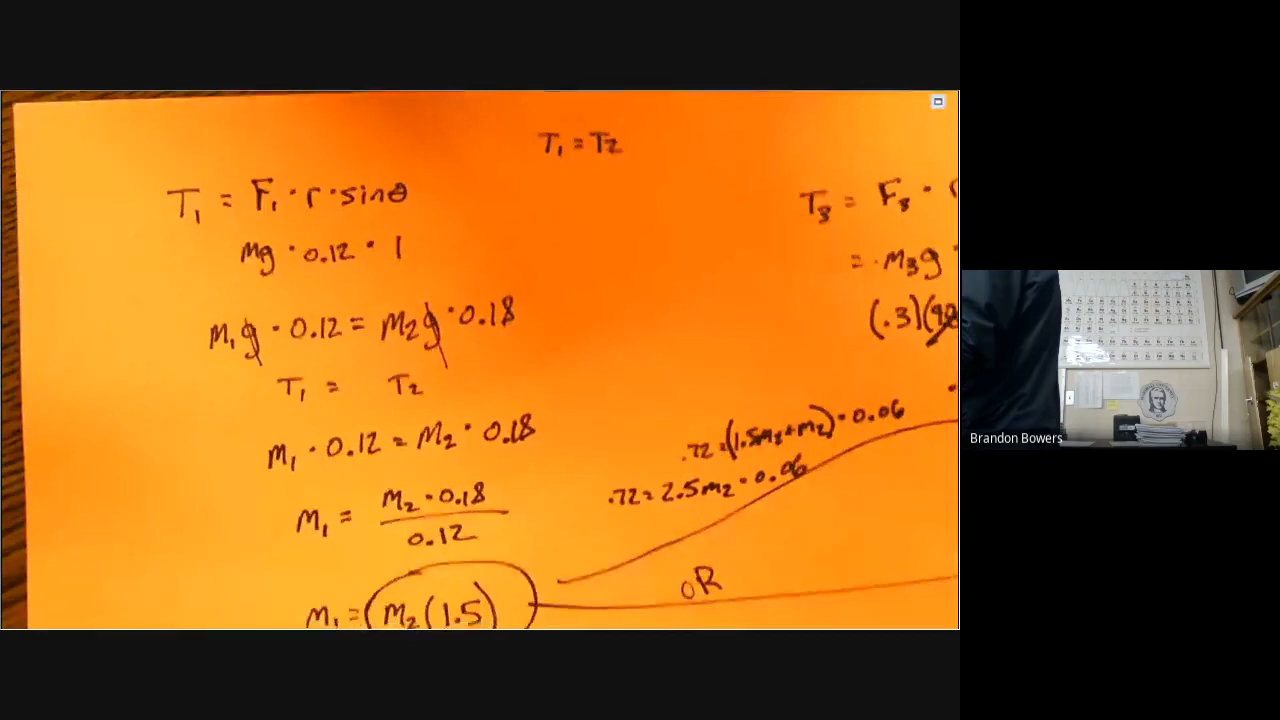 T₁ = T₂
T₁ = F₁ · r · sinθ
Mg · 0.12 · 1
M₁g · 0.12 = M₂g · 0.18
T₁ = T₂
M₁ · 0.12 = M₂ · 0.18
M₁ = M₂ · 0.18 / 0.12
M₁ = M₂(1.5)
T₃ = F₃ ·
= · M₃g
(.3)(
.72 = (1.5M₂ + M₂) · 0.06
.72 = 2.5M₂ · 0.06
OR
Brandon Bowers